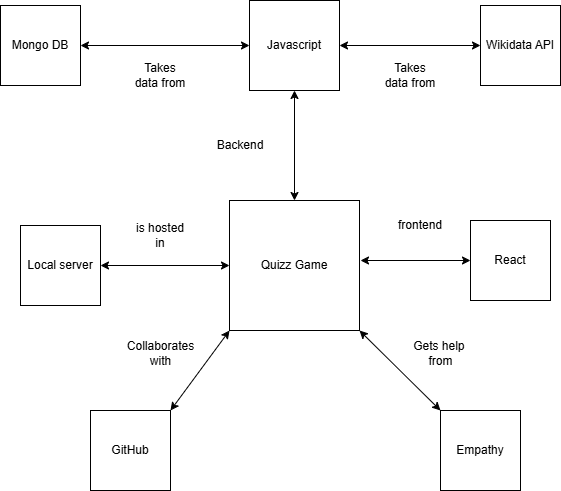 Mongo DB
Javascript
Wikidata API
Takes
data from
Takes
data from
Backend
is hosted
in
frontend
Local server
Quizz Game
React
Collaborates
with
Gets help
from
GitHub
Empathy